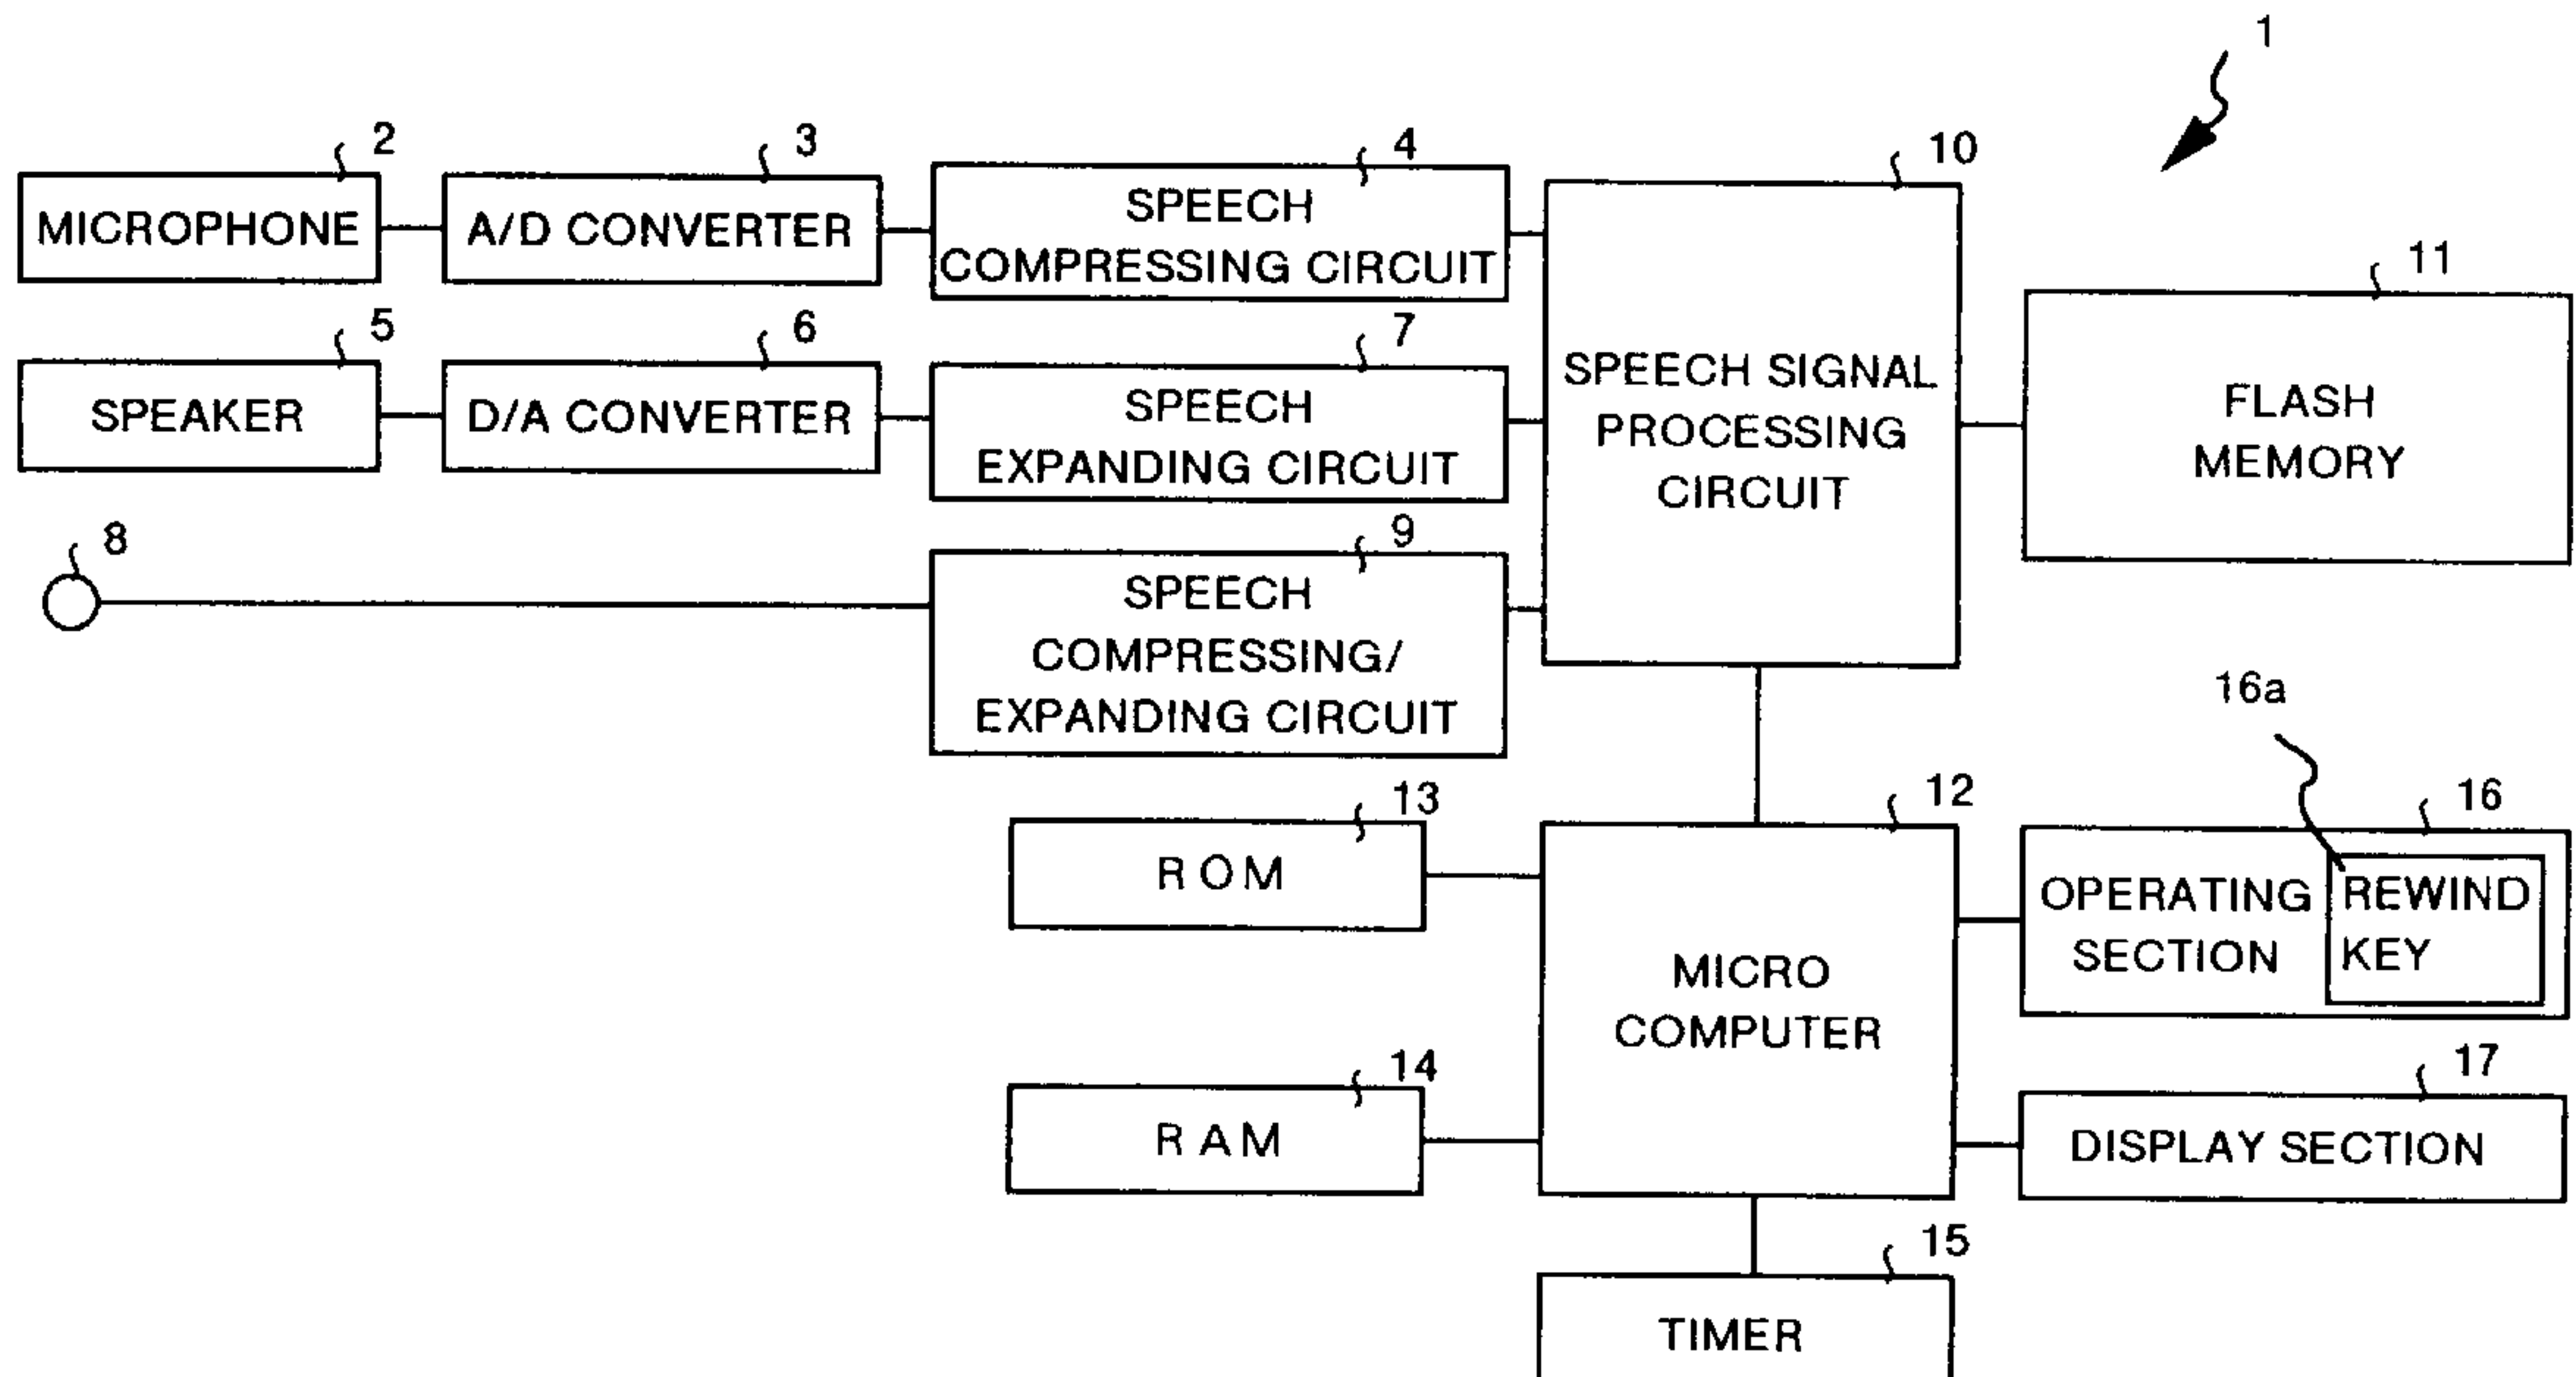 1
2
MICROPHONE
3
A/D CONVERTER
4
SPEECH
COMPRESSING CIRCUIT
10
SPEECH SIGNAL
PROCESSING
CIRCUIT
11
FLASH
MEMORY
5
SPEAKER
6
D/A CONVERTER
7
SPEECH
EXPANDING CIRCUIT
8
9
SPEECH
COMPRESSING/
EXPANDING CIRCUIT
13
ROM
12
MICRO
COMPUTER
16a
16
OPERATING
SECTION
REWIND
KEY
14
RAM
17
DISPLAY SECTION
15
TIMER